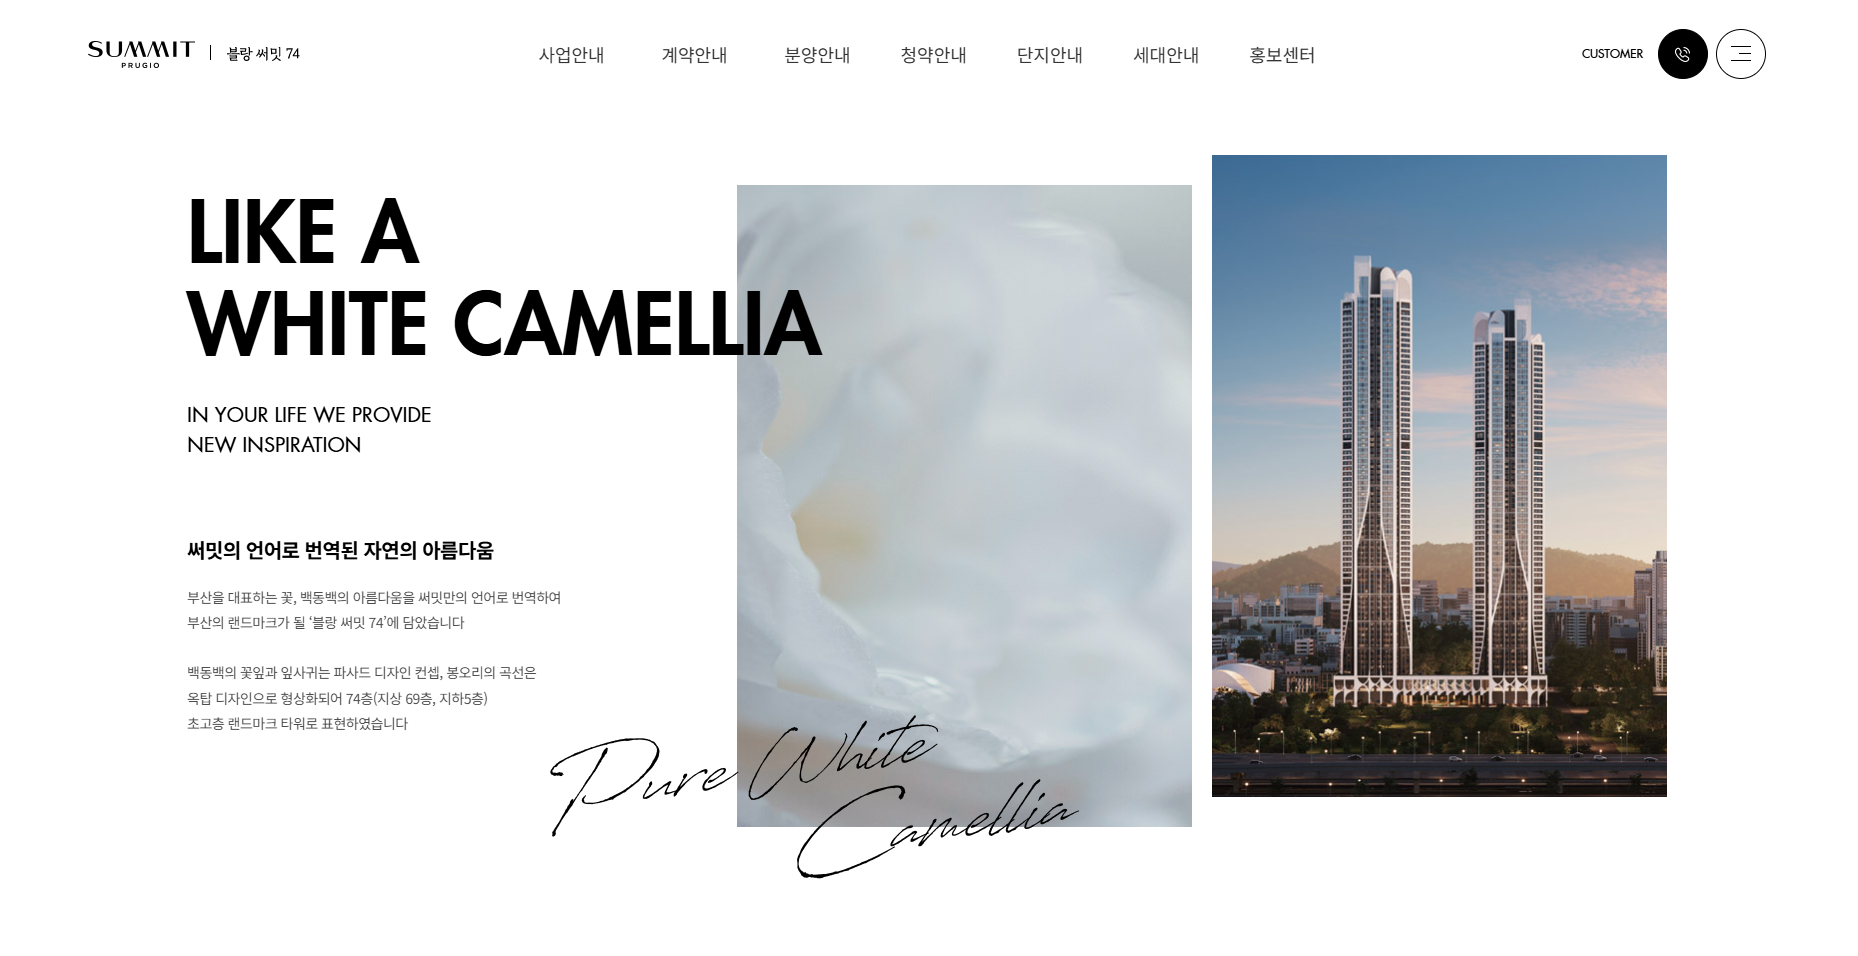 SUMMIT
PRUGIO
블랑 써밋 74
사업안내 계약안내 분양안내 청약안내 단지안내 세대안내 홍보센터
CUSTOMER
LIKE A
WHITE CAMELLIA
IN YOUR LIFE WE PROVIDE
NEW INSPIRATION
써밋의 언어로 번역된 자연의 아름다움
부산을 대표하는 꽃, 백동백의 아름다움을 써밋만의 언어로 번역하여
부산의 랜드마크가 될 ‘블랑 써밋 74’에 담았습니다
백동백의 꽃잎과 잎사귀는 파사드 디자인 컨셉, 봉오리의 곡선은
옥탑 디자인으로 형상화되어 74층(지상 69층, 지하5층)
초고층 랜드마크 타워로 표현하였습니다
Pure White
Camellia